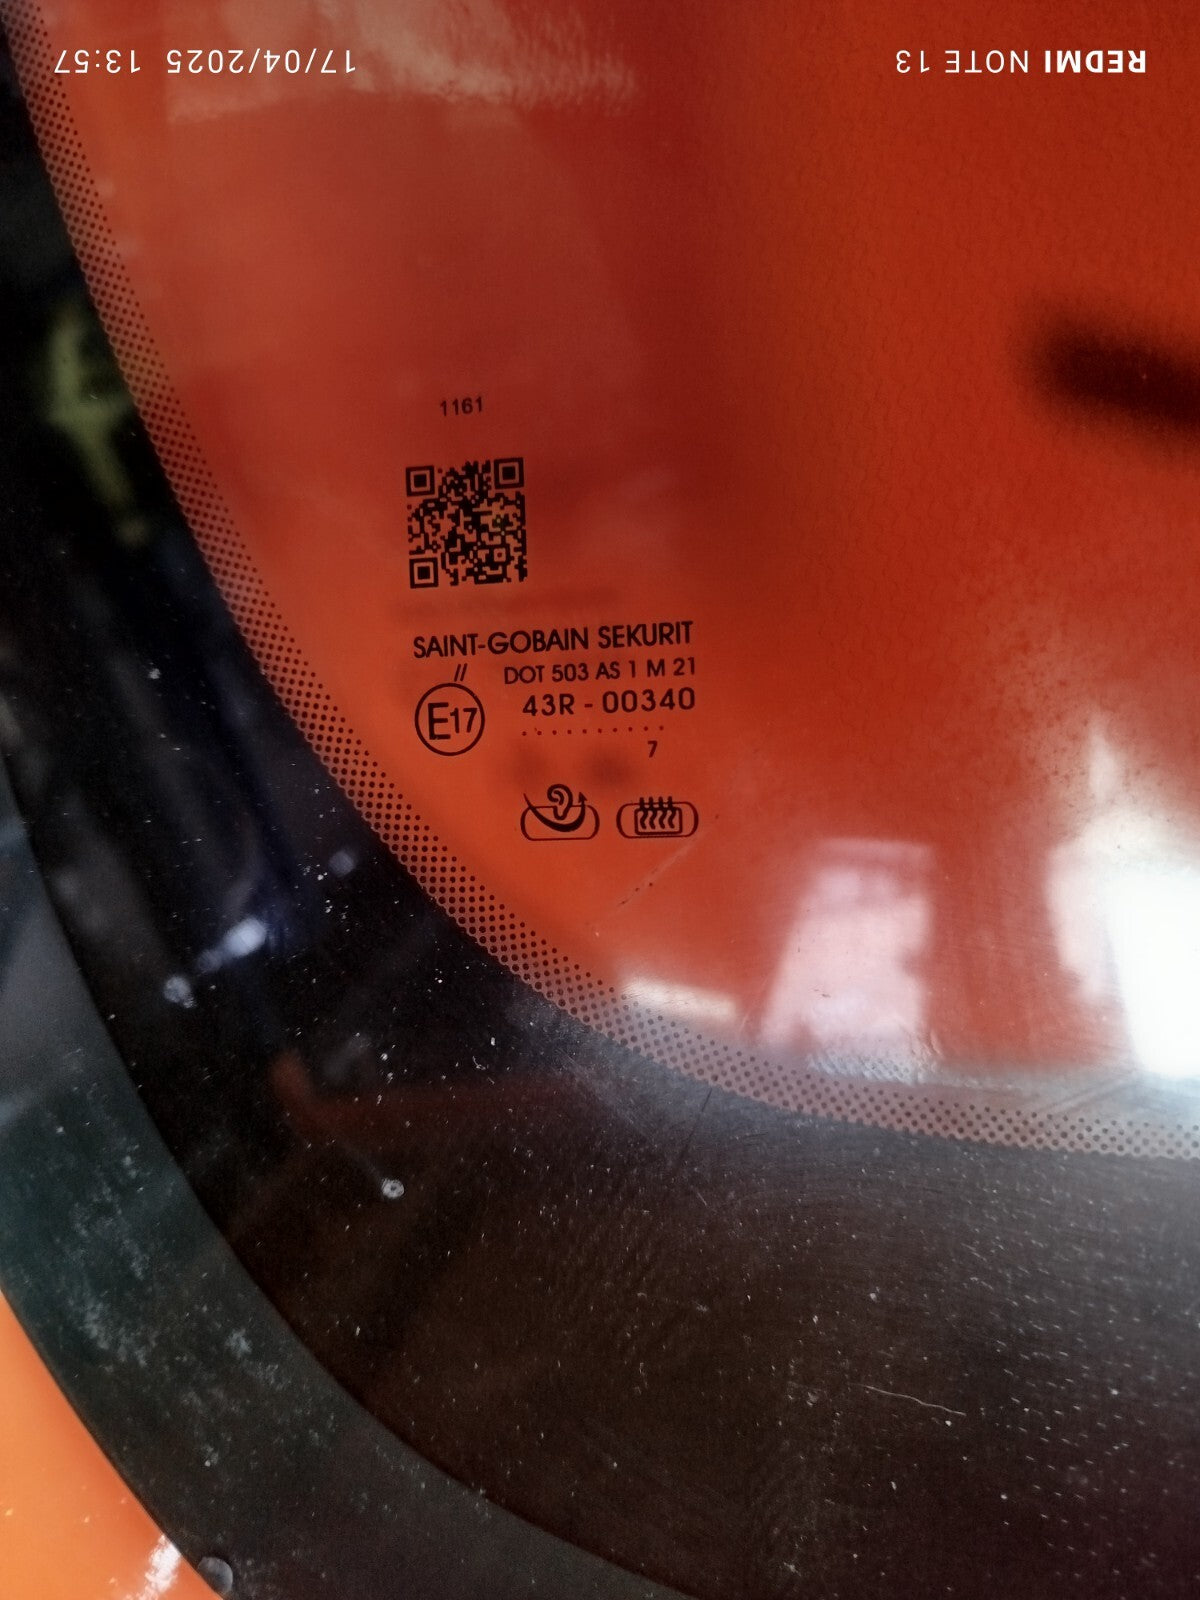 17/04/2025 13:57
REDMI NOTE 13
1161
SAINT-GOBAIN SEKURIT
//
DOT 503 AS 1 M 21
E17
43R - 00340
. . . . . . . . . .
7